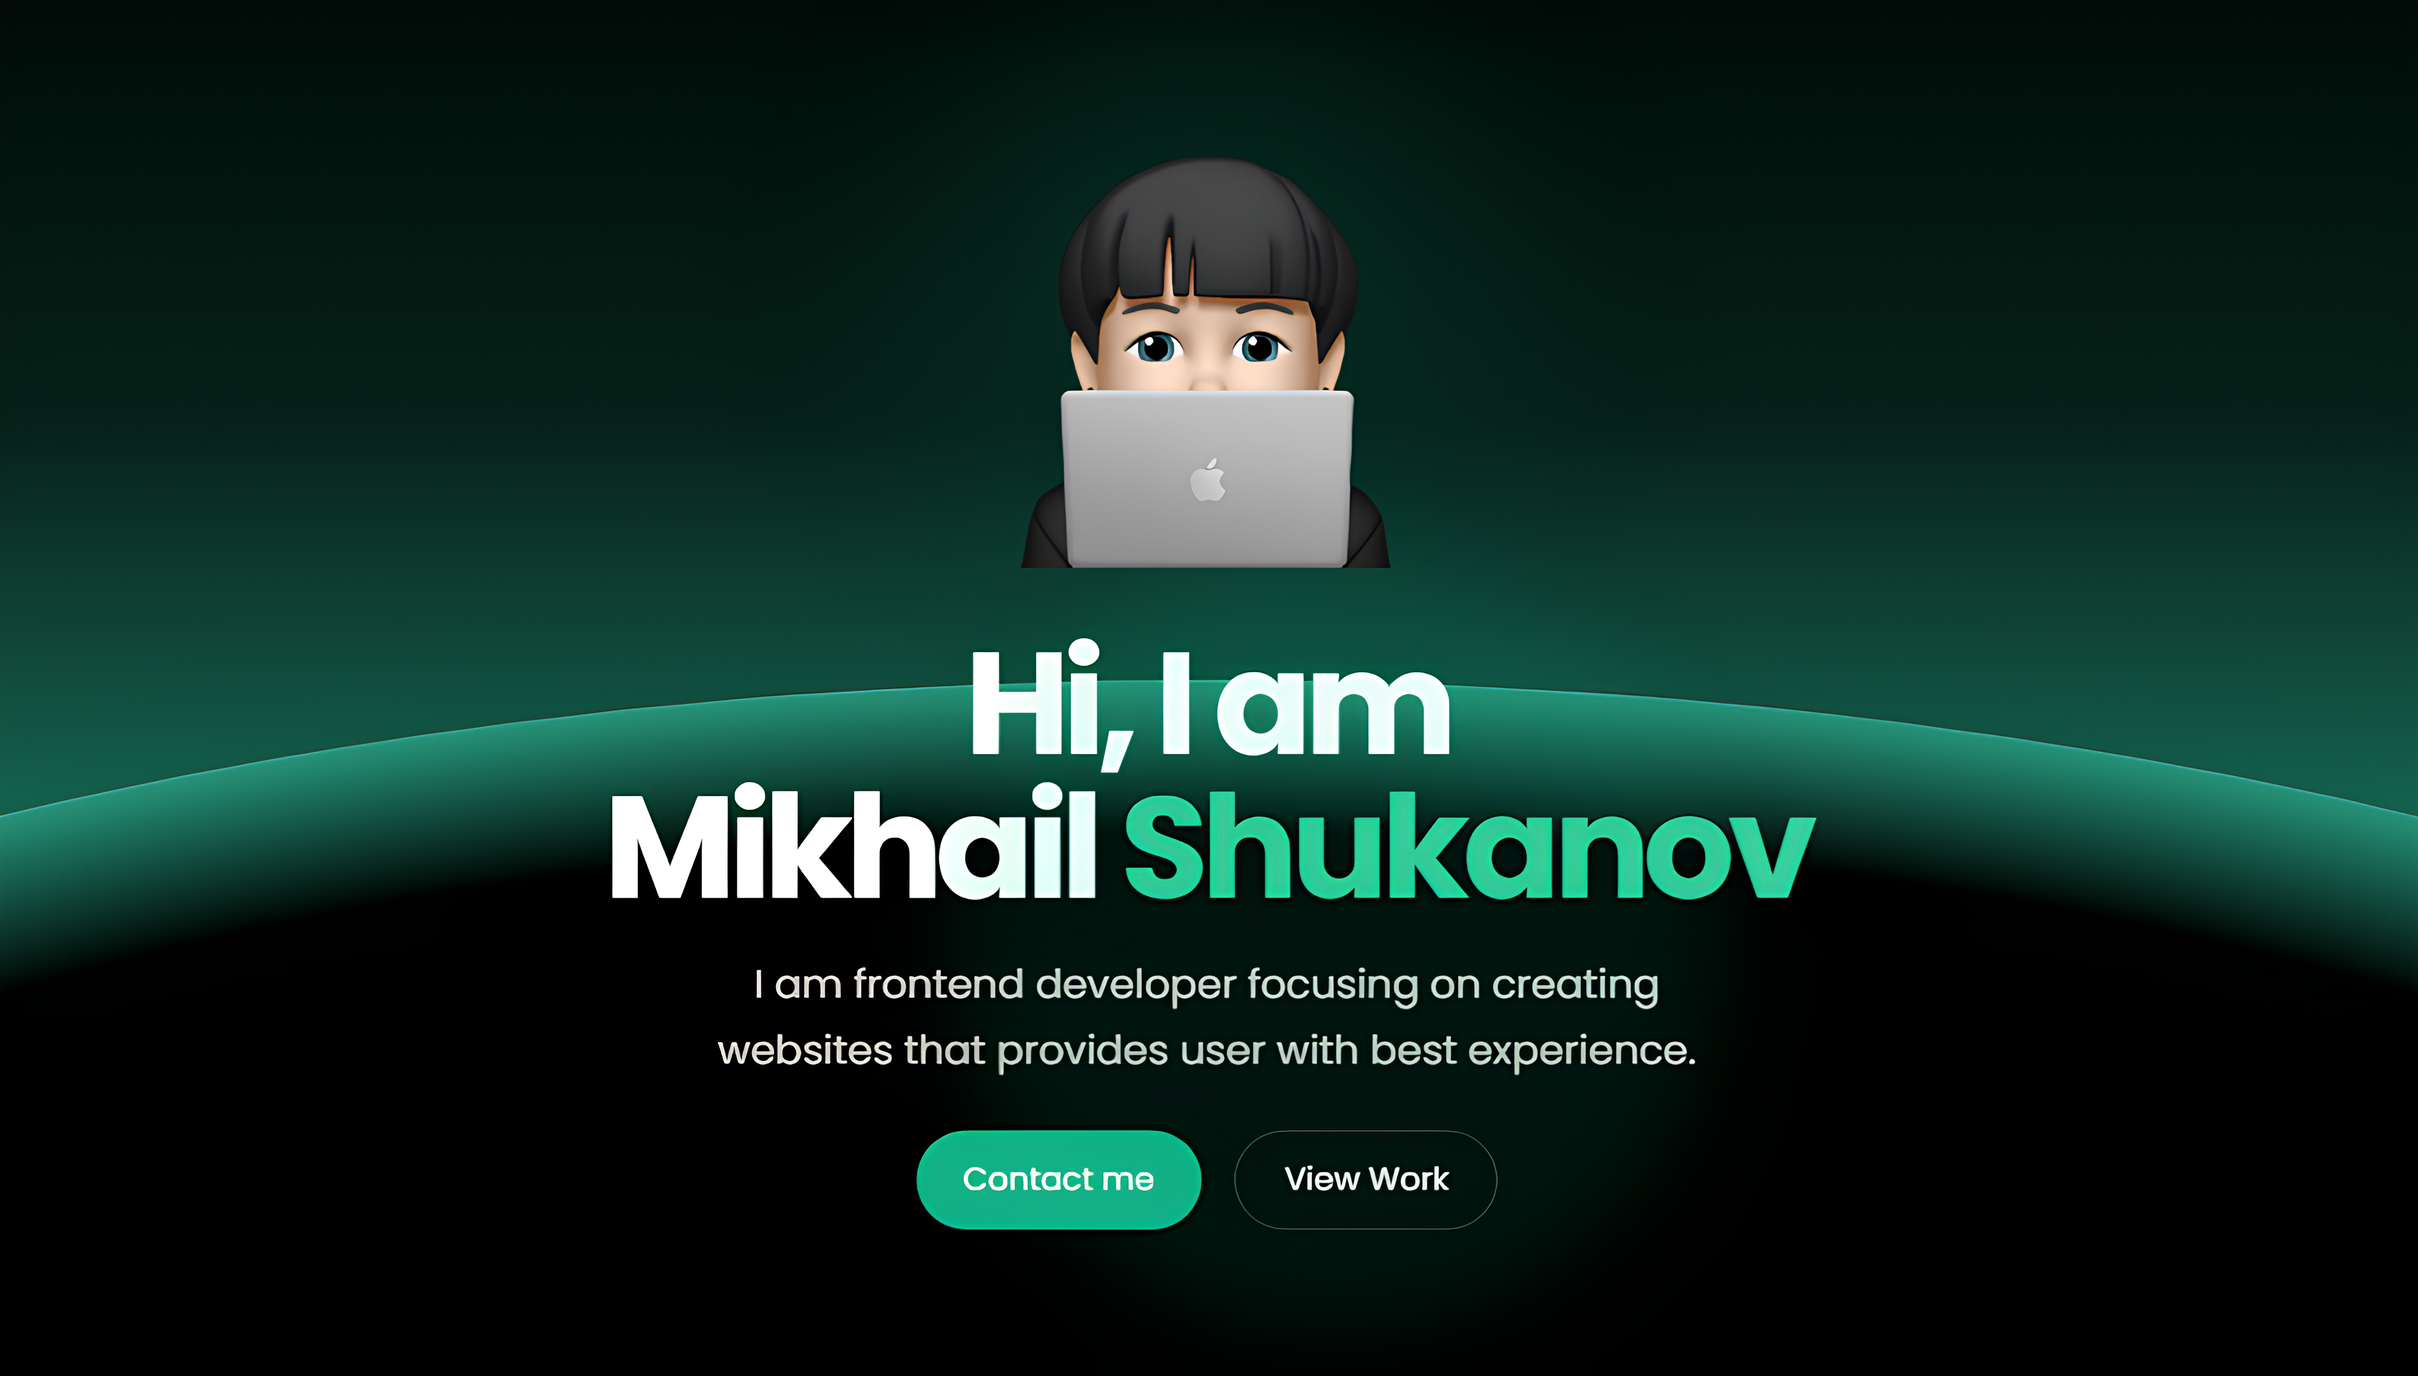 Hi, I am
Mikhail Shukanov
I am frontend developer focusing on creating
websites that provides user with best experience.
Contact me
View Work